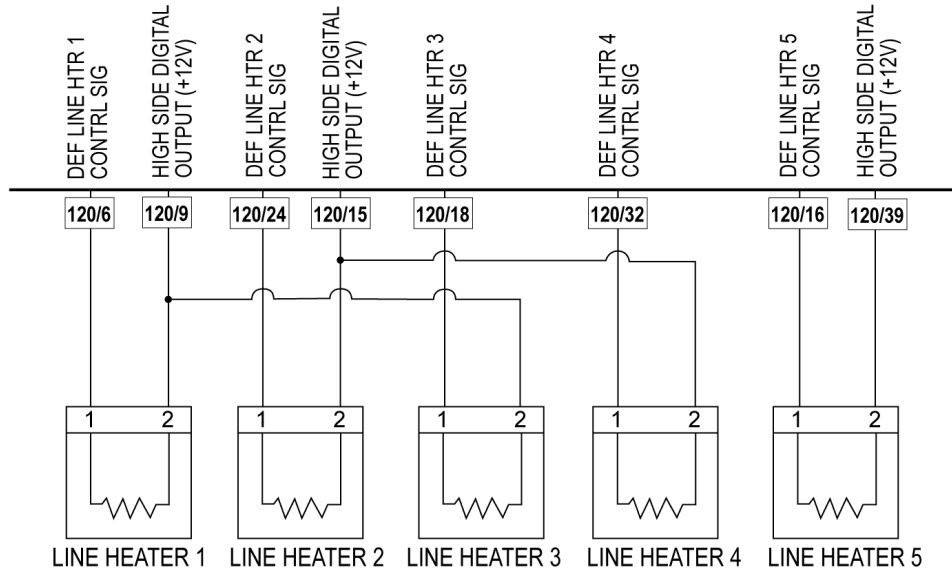 DEF LINE HTR 1
CONTRL SIG
HIGH SIDE DIGITAL
OUTPUT (+12V)
DEF LINE HTR 2
CONTRL SIG
HIGH SIDE DIGITAL
OUTPUT (+12V)
DEF LINE HTR 3
CONTRL SIG
DEF LINE HTR 4
CONTRL SIG
DEF LINE HTR 5
CONTRL SIG
HIGH SIDE DIGITAL
OUTPUT (+12V)
120/6 120/9 120/24 120/15 120/18 120/32 120/16 120/39
1 2 1 2 1 2 1 2 1 2
LINE HEATER 1 LINE HEATER 2 LINE HEATER 3 LINE HEATER 4 LINE HEATER 5